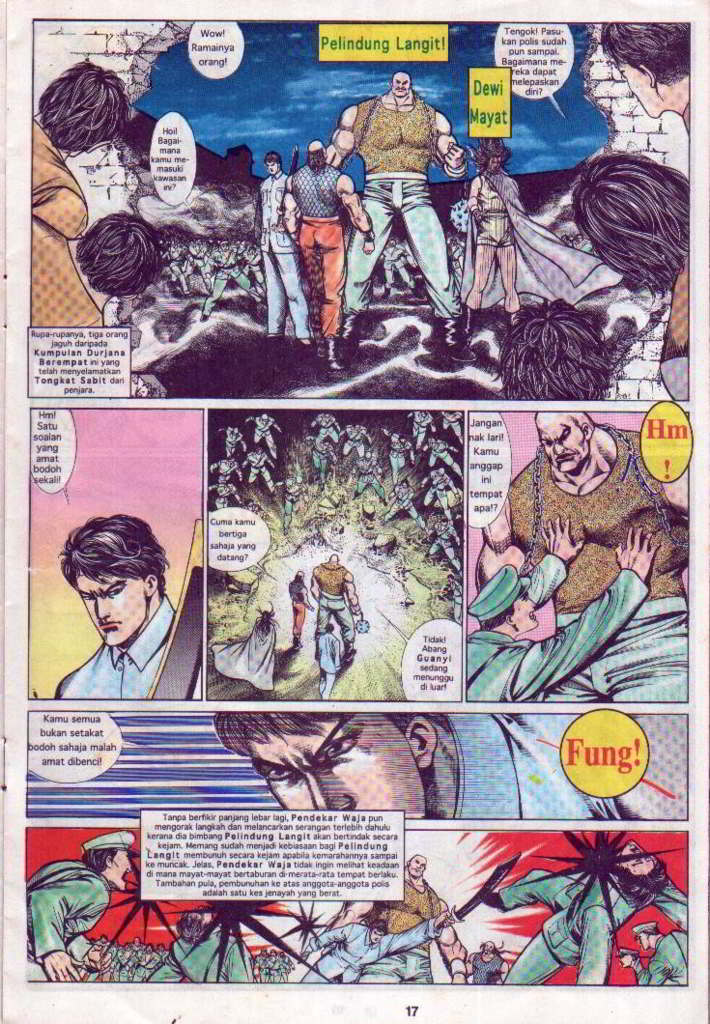 Wow!
Ramainya
orang!
Pelindung Langit!
Tengok! Pasu-
kan polis sudah
pun sampai.
Bagaimana me-
reka dapat
melepaskan
diri?
Dewi
Mayat
Hoi!
Bagai-
mana
kamu me-
masuki
kawasan
ini?
Rupa-rupanya, tiga orang
jaguh daripada
Kumpulan Durjana
Berempat ini yang
telah menyelamatkan
Tongkat Sabit dari
penjara.
Hm!
Satu
soalan
yang
amat
bodoh
sekali!
Cuma kamu
bertiga
sahaja yang
datang?
Tidak!
Abang
Guanyi
sedang
menunggu
di luar!
Jangan
nak lari!
Kamu
anggap
ini
tempat
apa!?
Hm
!
Kamu semua
bukan setakat
bodoh sahaja malah
amat dibenci!
Fung!
Tanpa berfikir panjang lebar lagi, Pendekar Waja pun
mengorak langkah dan melancarkan serangan terlebih dahulu
kerana dia bimbang Pelindung Langit akan bertindak secara
kejam. Memang sudah menjadi kebiasaan bagi Pelindung
Langit membunuh secara kejam apabila kemarahannya sampai
ke muncak. Jelas, Pendekar Waja tidak ingin melihat keadaan
di mana mayat-mayat bertaburan di-merata-rata tempat berlaku.
Tambahan pula, pembunuhan ke atas anggota-anggota polis
adalah satu kes jenayah yang berat.
17